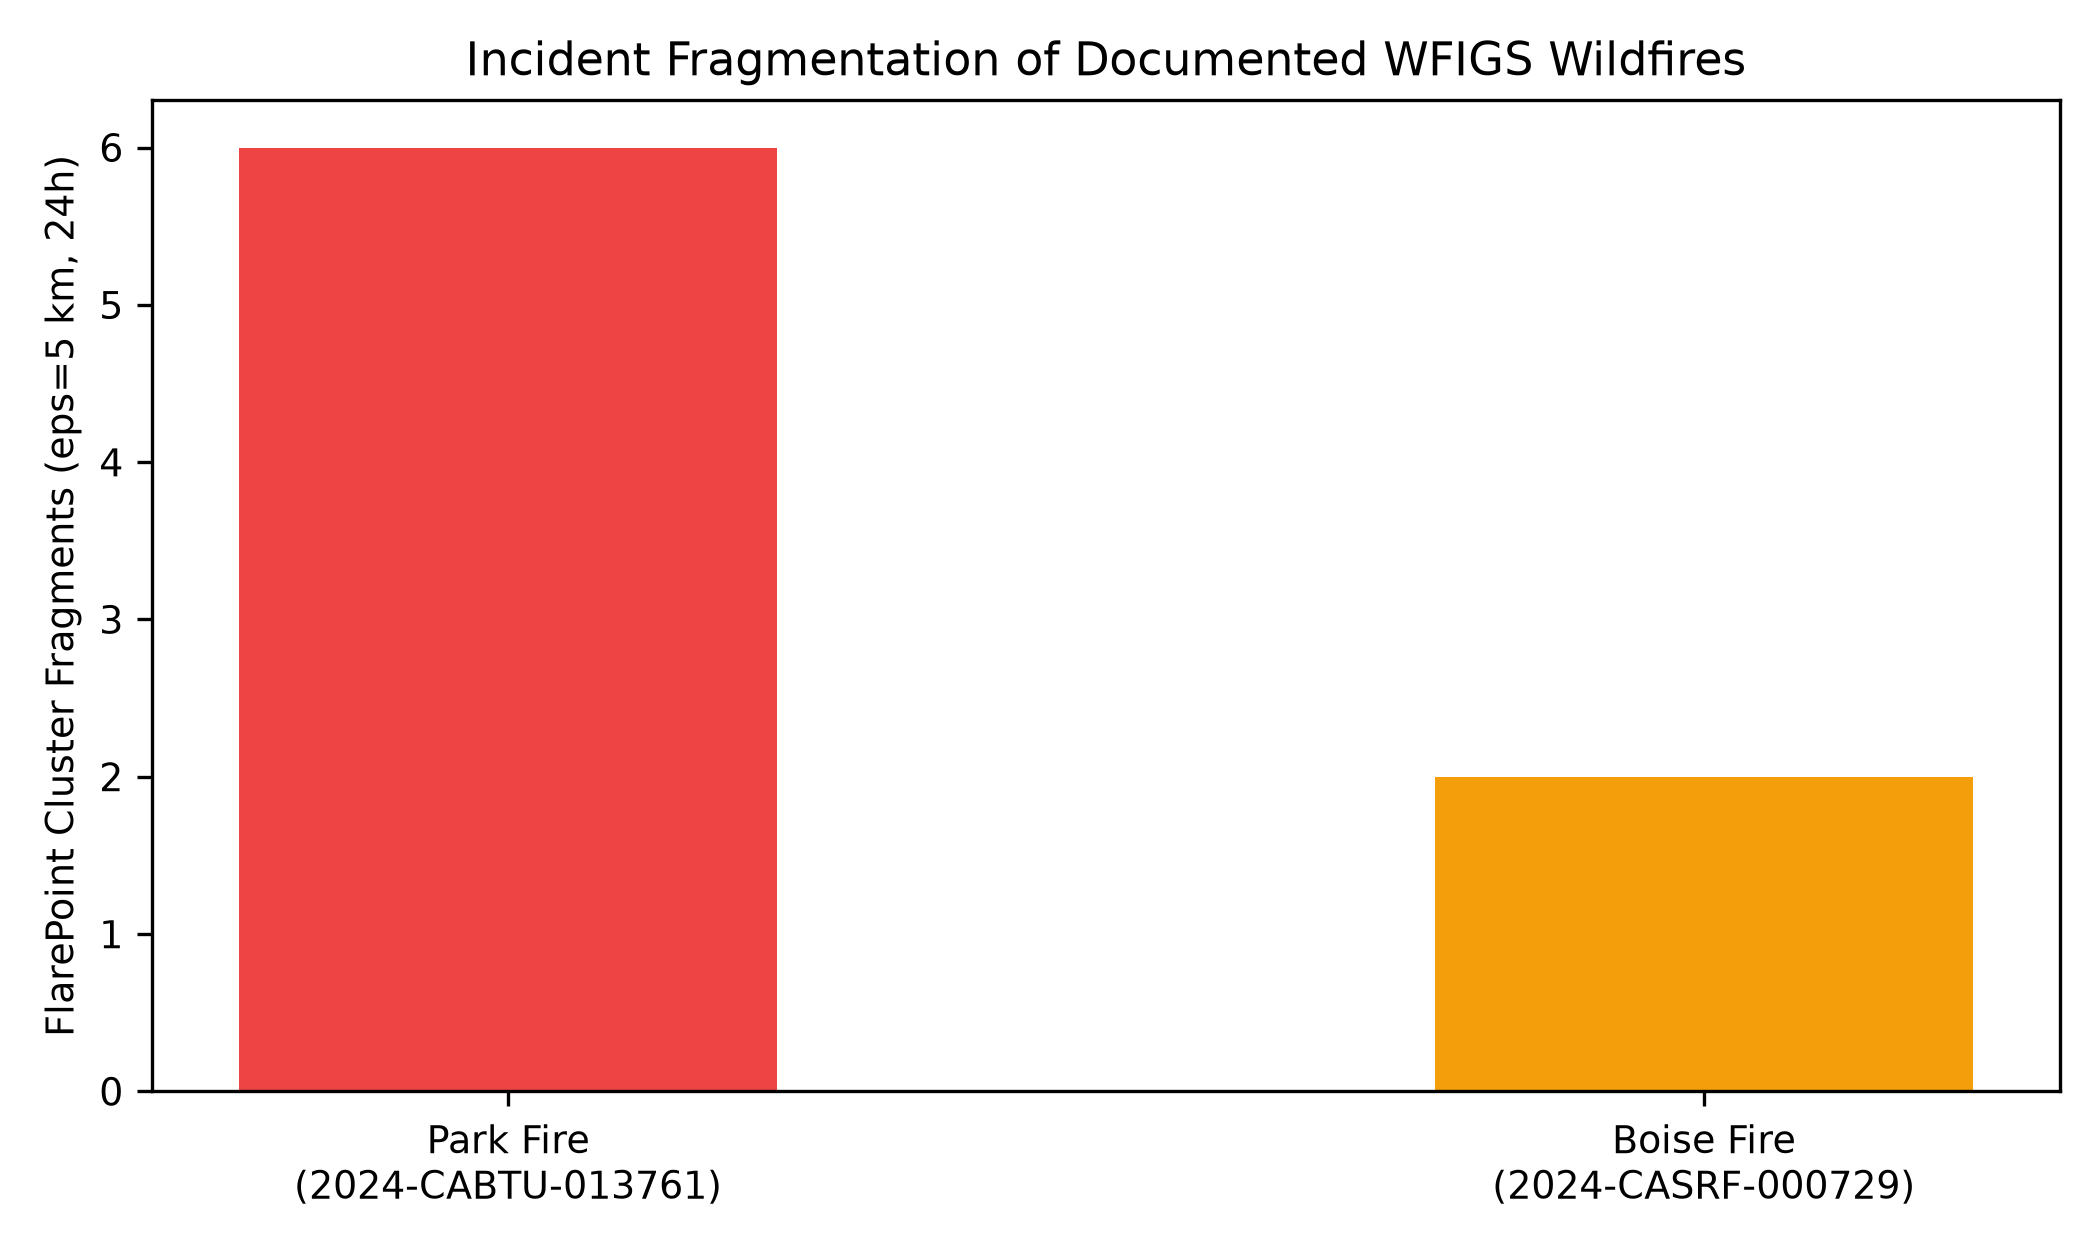 Incident Fragmentation of Documented WFIGS Wildfires
FlarePoint Cluster Fragments (eps=5 km, 24h)
6
5
4
3
2
1
0
Park Fire
(2024-CABTU-013761)
Boise Fire
(2024-CASRF-000729)